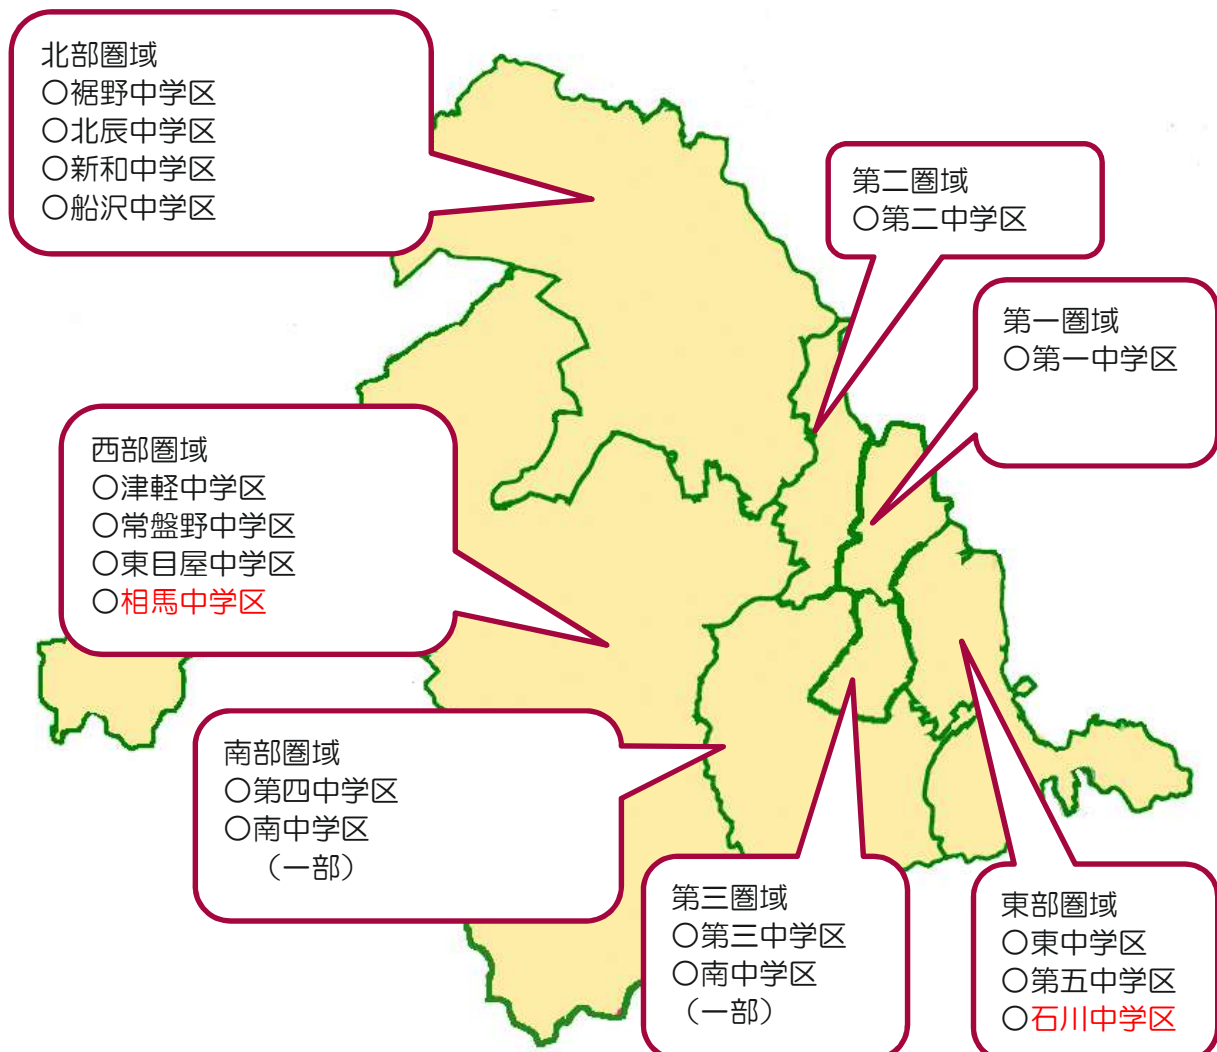 北部圏域
○裾野中学区
○北辰中学区
○新和中学区
○船沢中学区
第二圏域
○第二中学区
第一圏域
○第一中学区
西部圏域
○津軽中学区
○常盤野中学区
○東目屋中学区
○相馬中学区
南部圏域
○第四中学区
○南中学区
（一部）
第三圏域
○第三中学区
○南中学区
（一部）
東部圏域
○東中学区
○第五中学区
○石川中学区